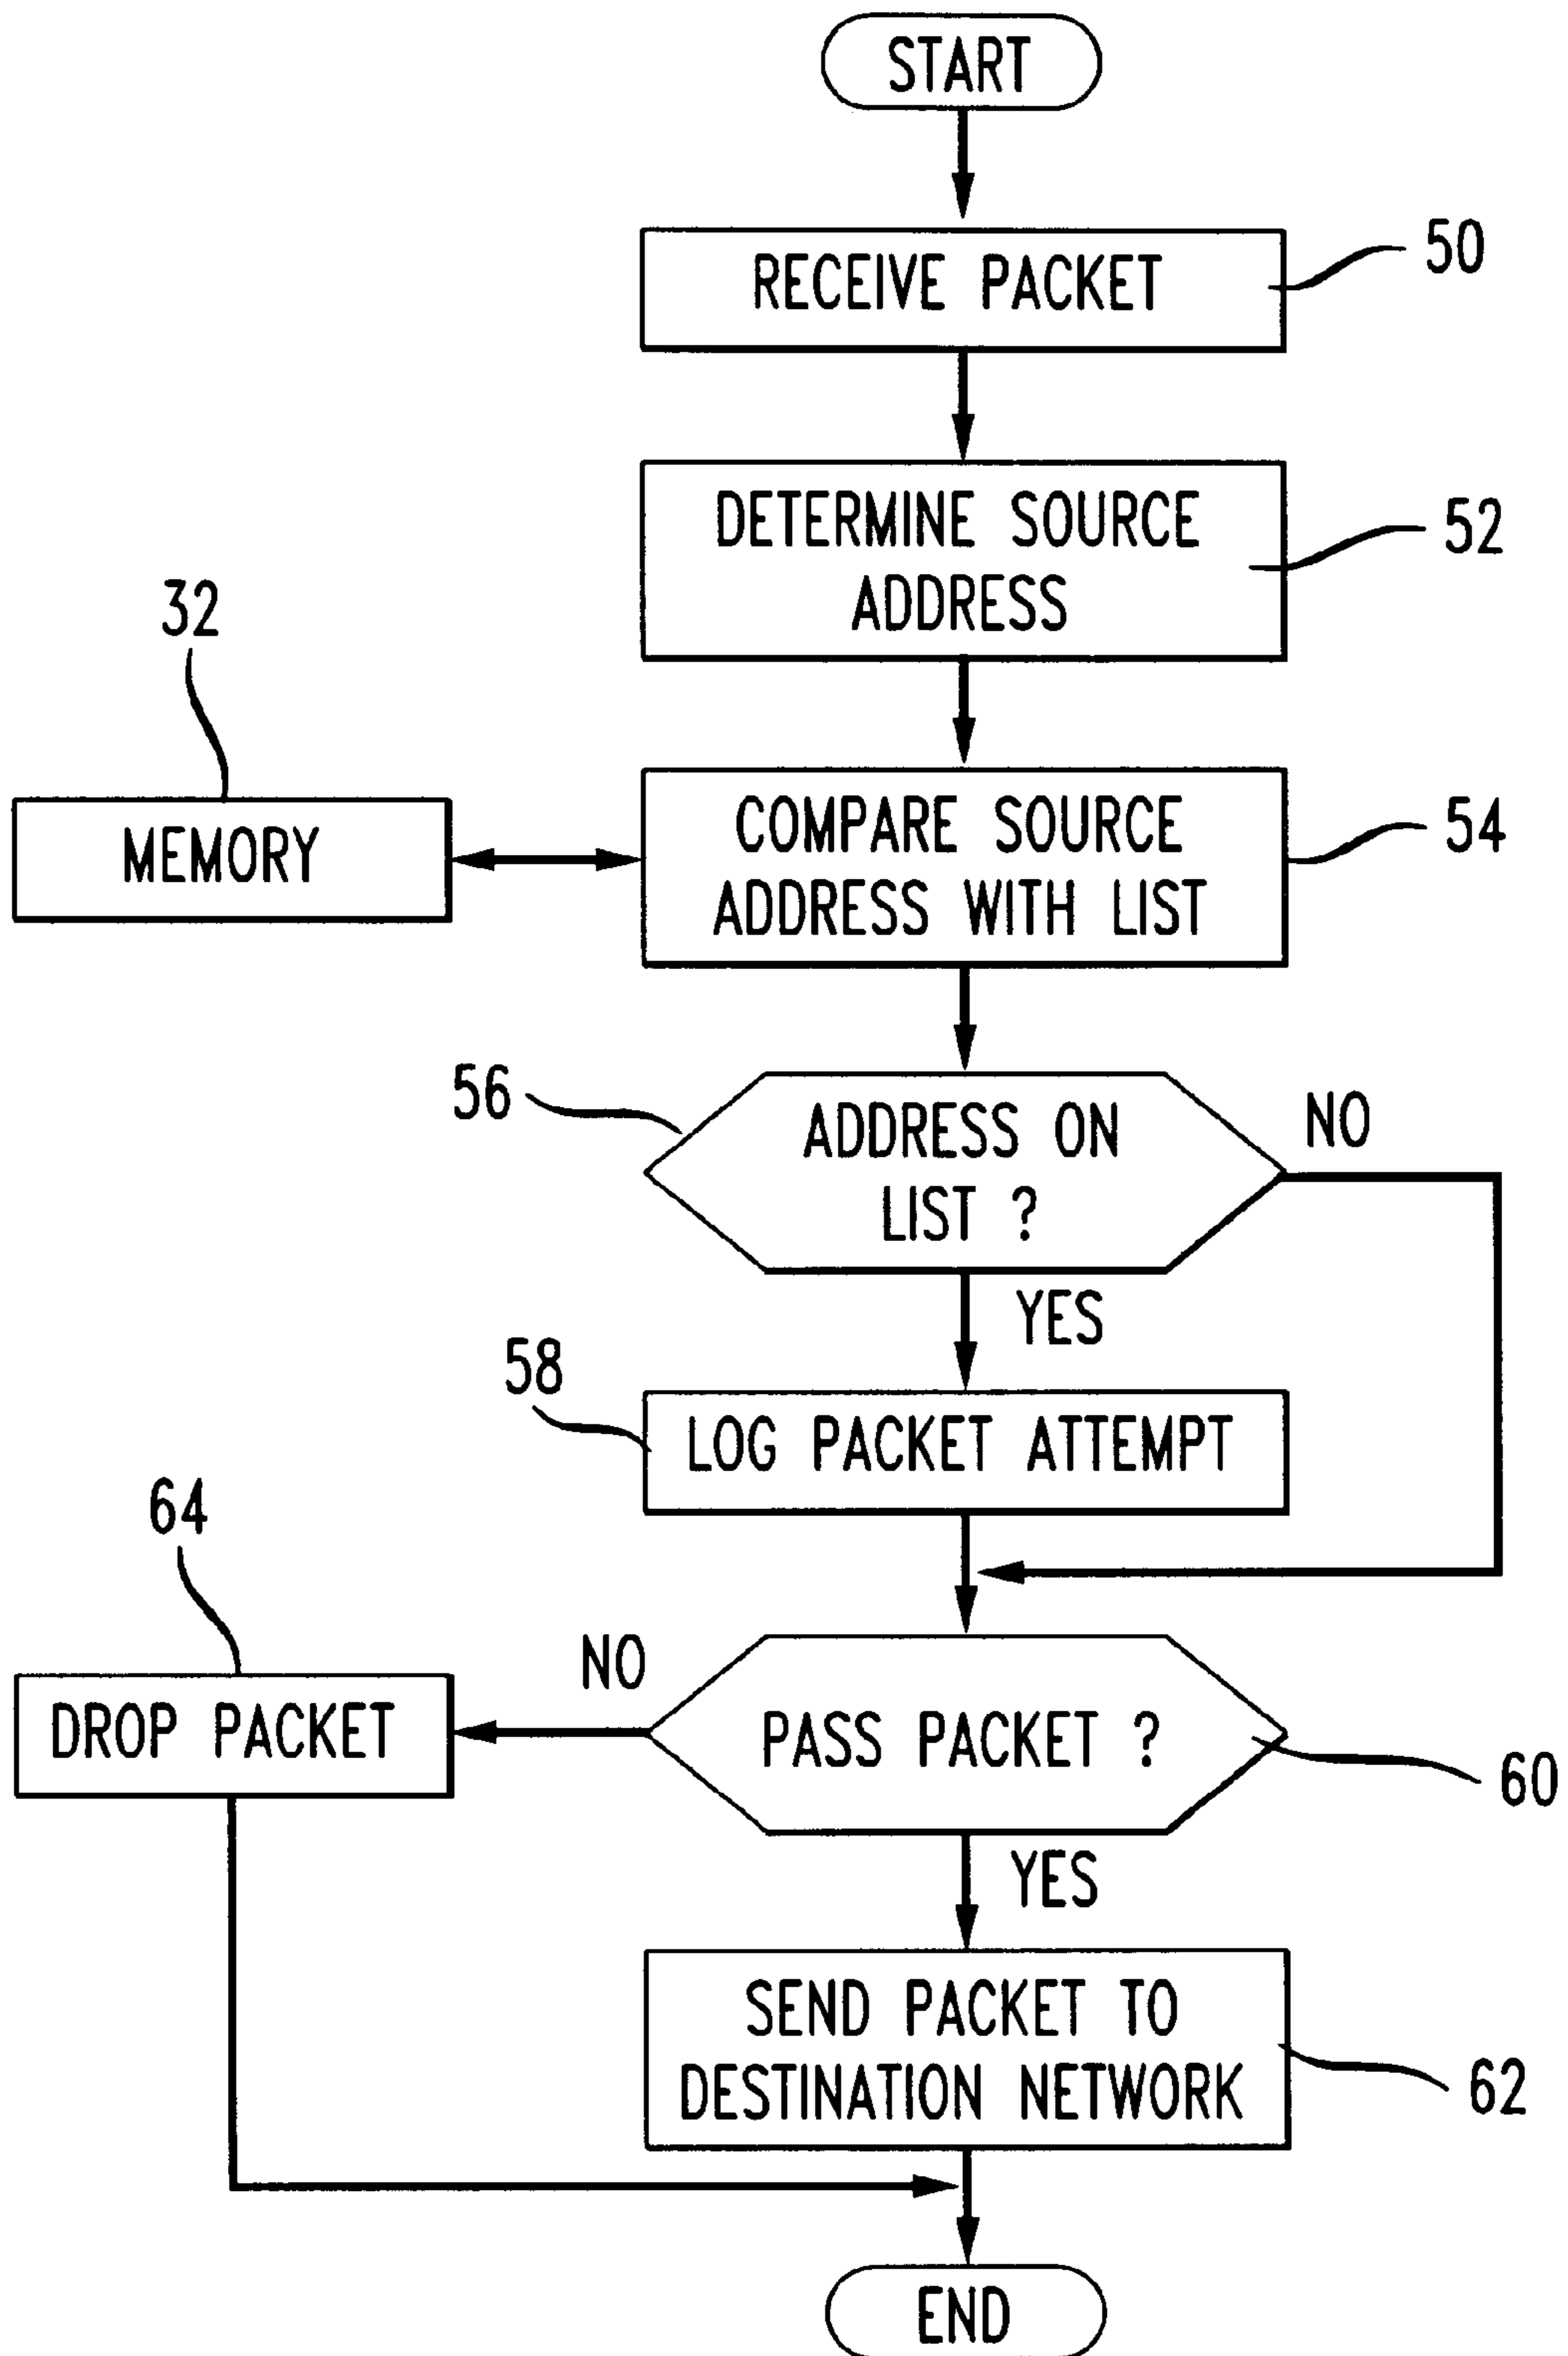 START
RECEIVE PACKET
50
DETERMINE SOURCE
ADDRESS
52
32
MEMORY
COMPARE SOURCE
ADDRESS WITH LIST
54
56
ADDRESS ON
LIST ?
NO
YES
58
LOG PACKET ATTEMPT
64
DROP PACKET
NO
PASS PACKET ?
60
YES
SEND PACKET TO
DESTINATION NETWORK
62
END